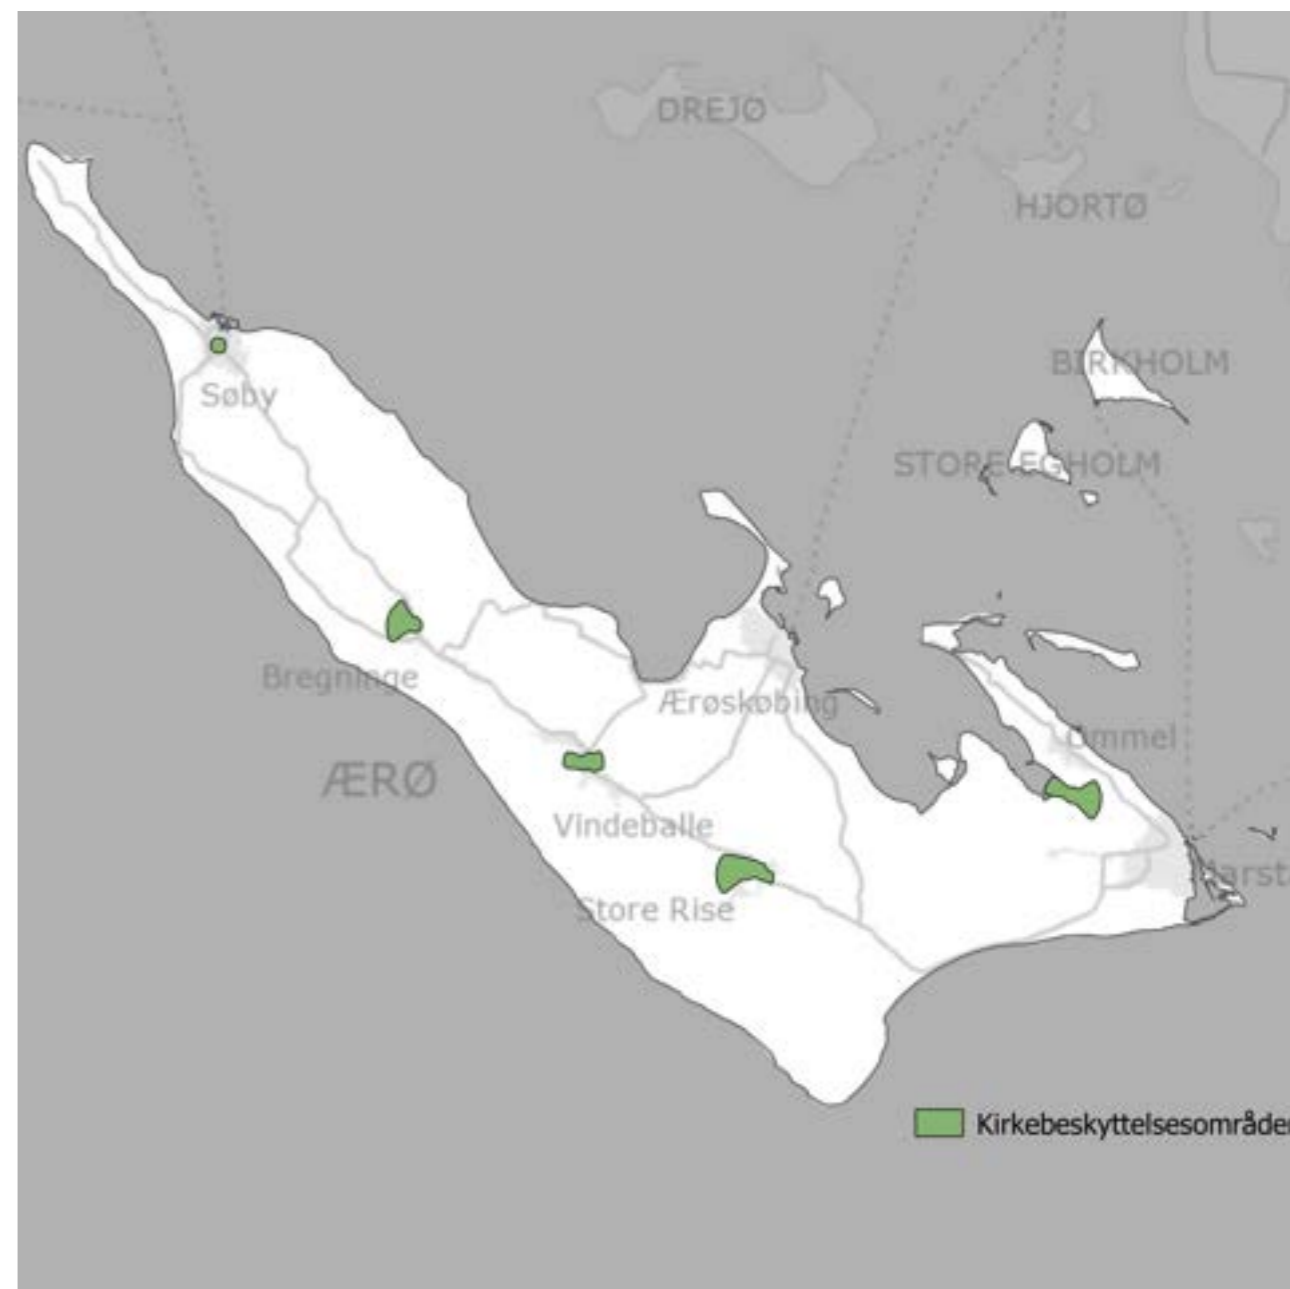 DREJØ
HJORTØ
BIRKHOLM
STORE EGHOLM
Søby
Bregninge
Ærøskøbing
Ommel
ÆRØ
Vindeballe
Store Rise
Kirkebeskyttelsesområder